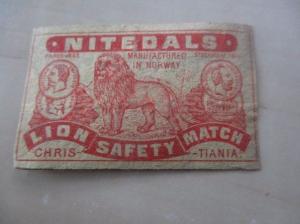 NITEDALS
MANUFACTURED
IN NORWAY
LION SAFETY MATCH
CHRIS- -TIANIA.